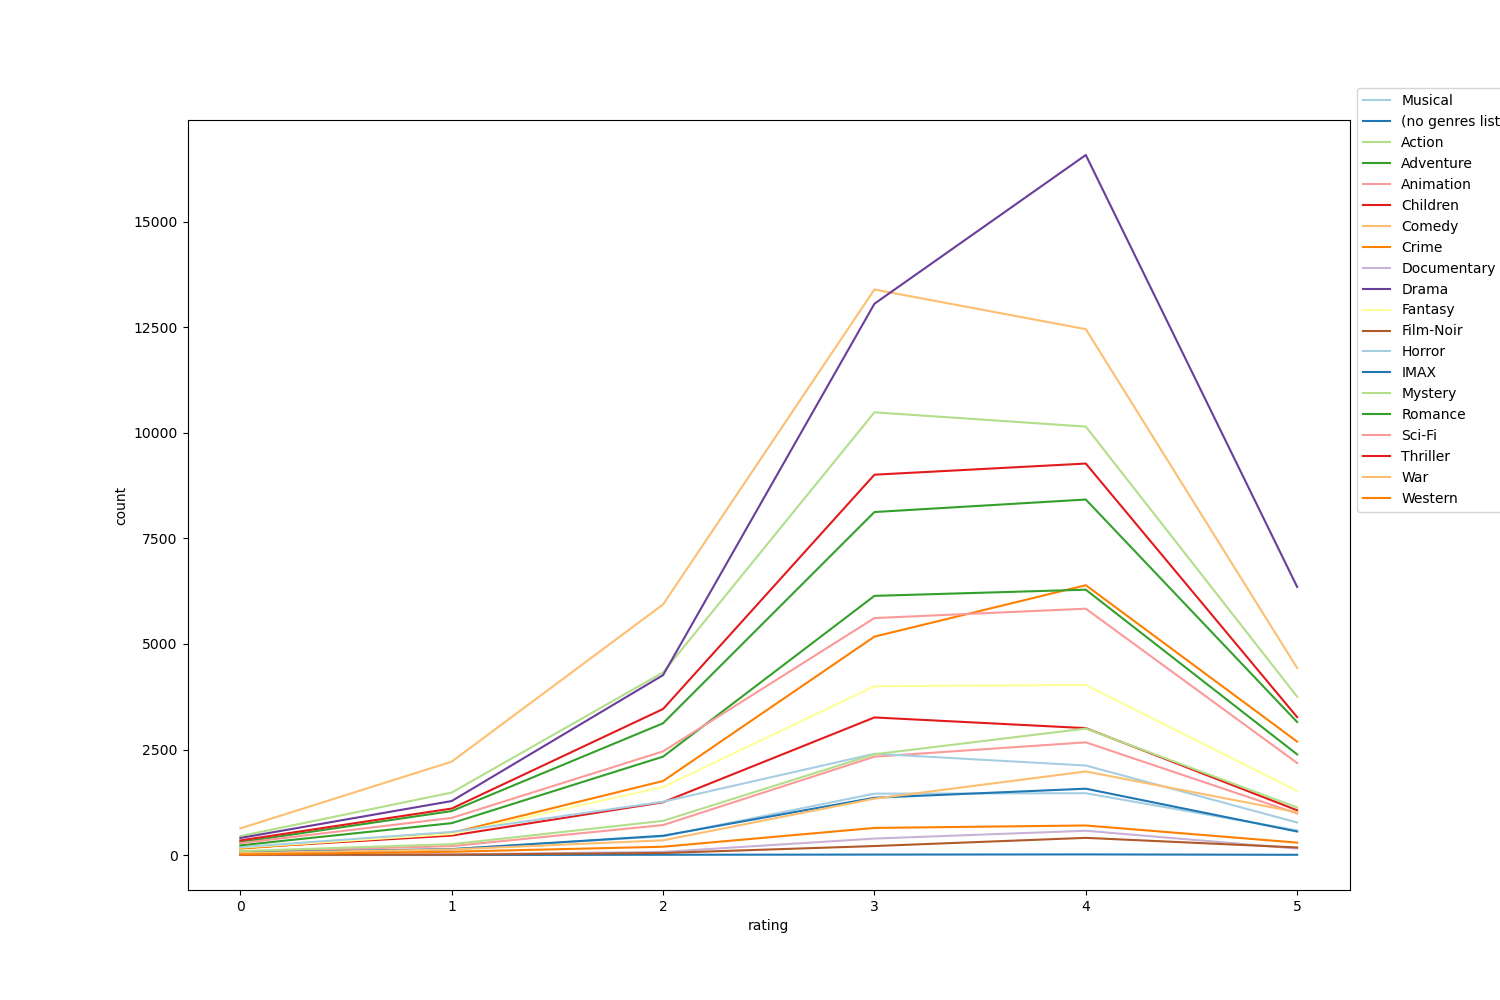 Musical
(no genres list
Action
Adventure
Animation
Children
Comedy
Crime
Documentary
Drama
Fantasy
Film-Noir
Horror
IMAX
Mystery
Romance
Sci-Fi
Thriller
War
Western
15000
12500
10000
7500
5000
2500
0
count
0 1 2 3 4 5
rating